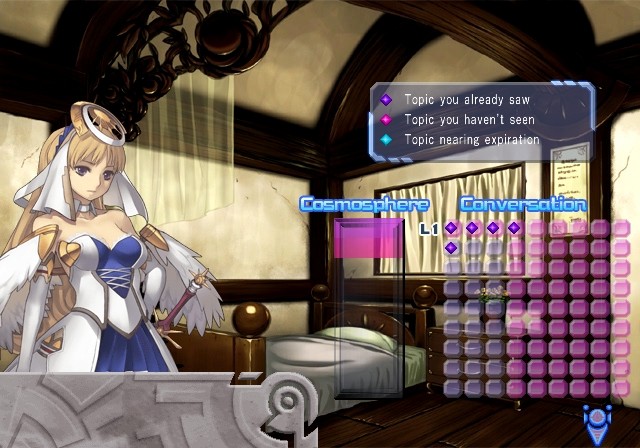 Topic you already saw
Topic you haven't seen
Topic nearing expiration
Cosmosphere Conversation
L1